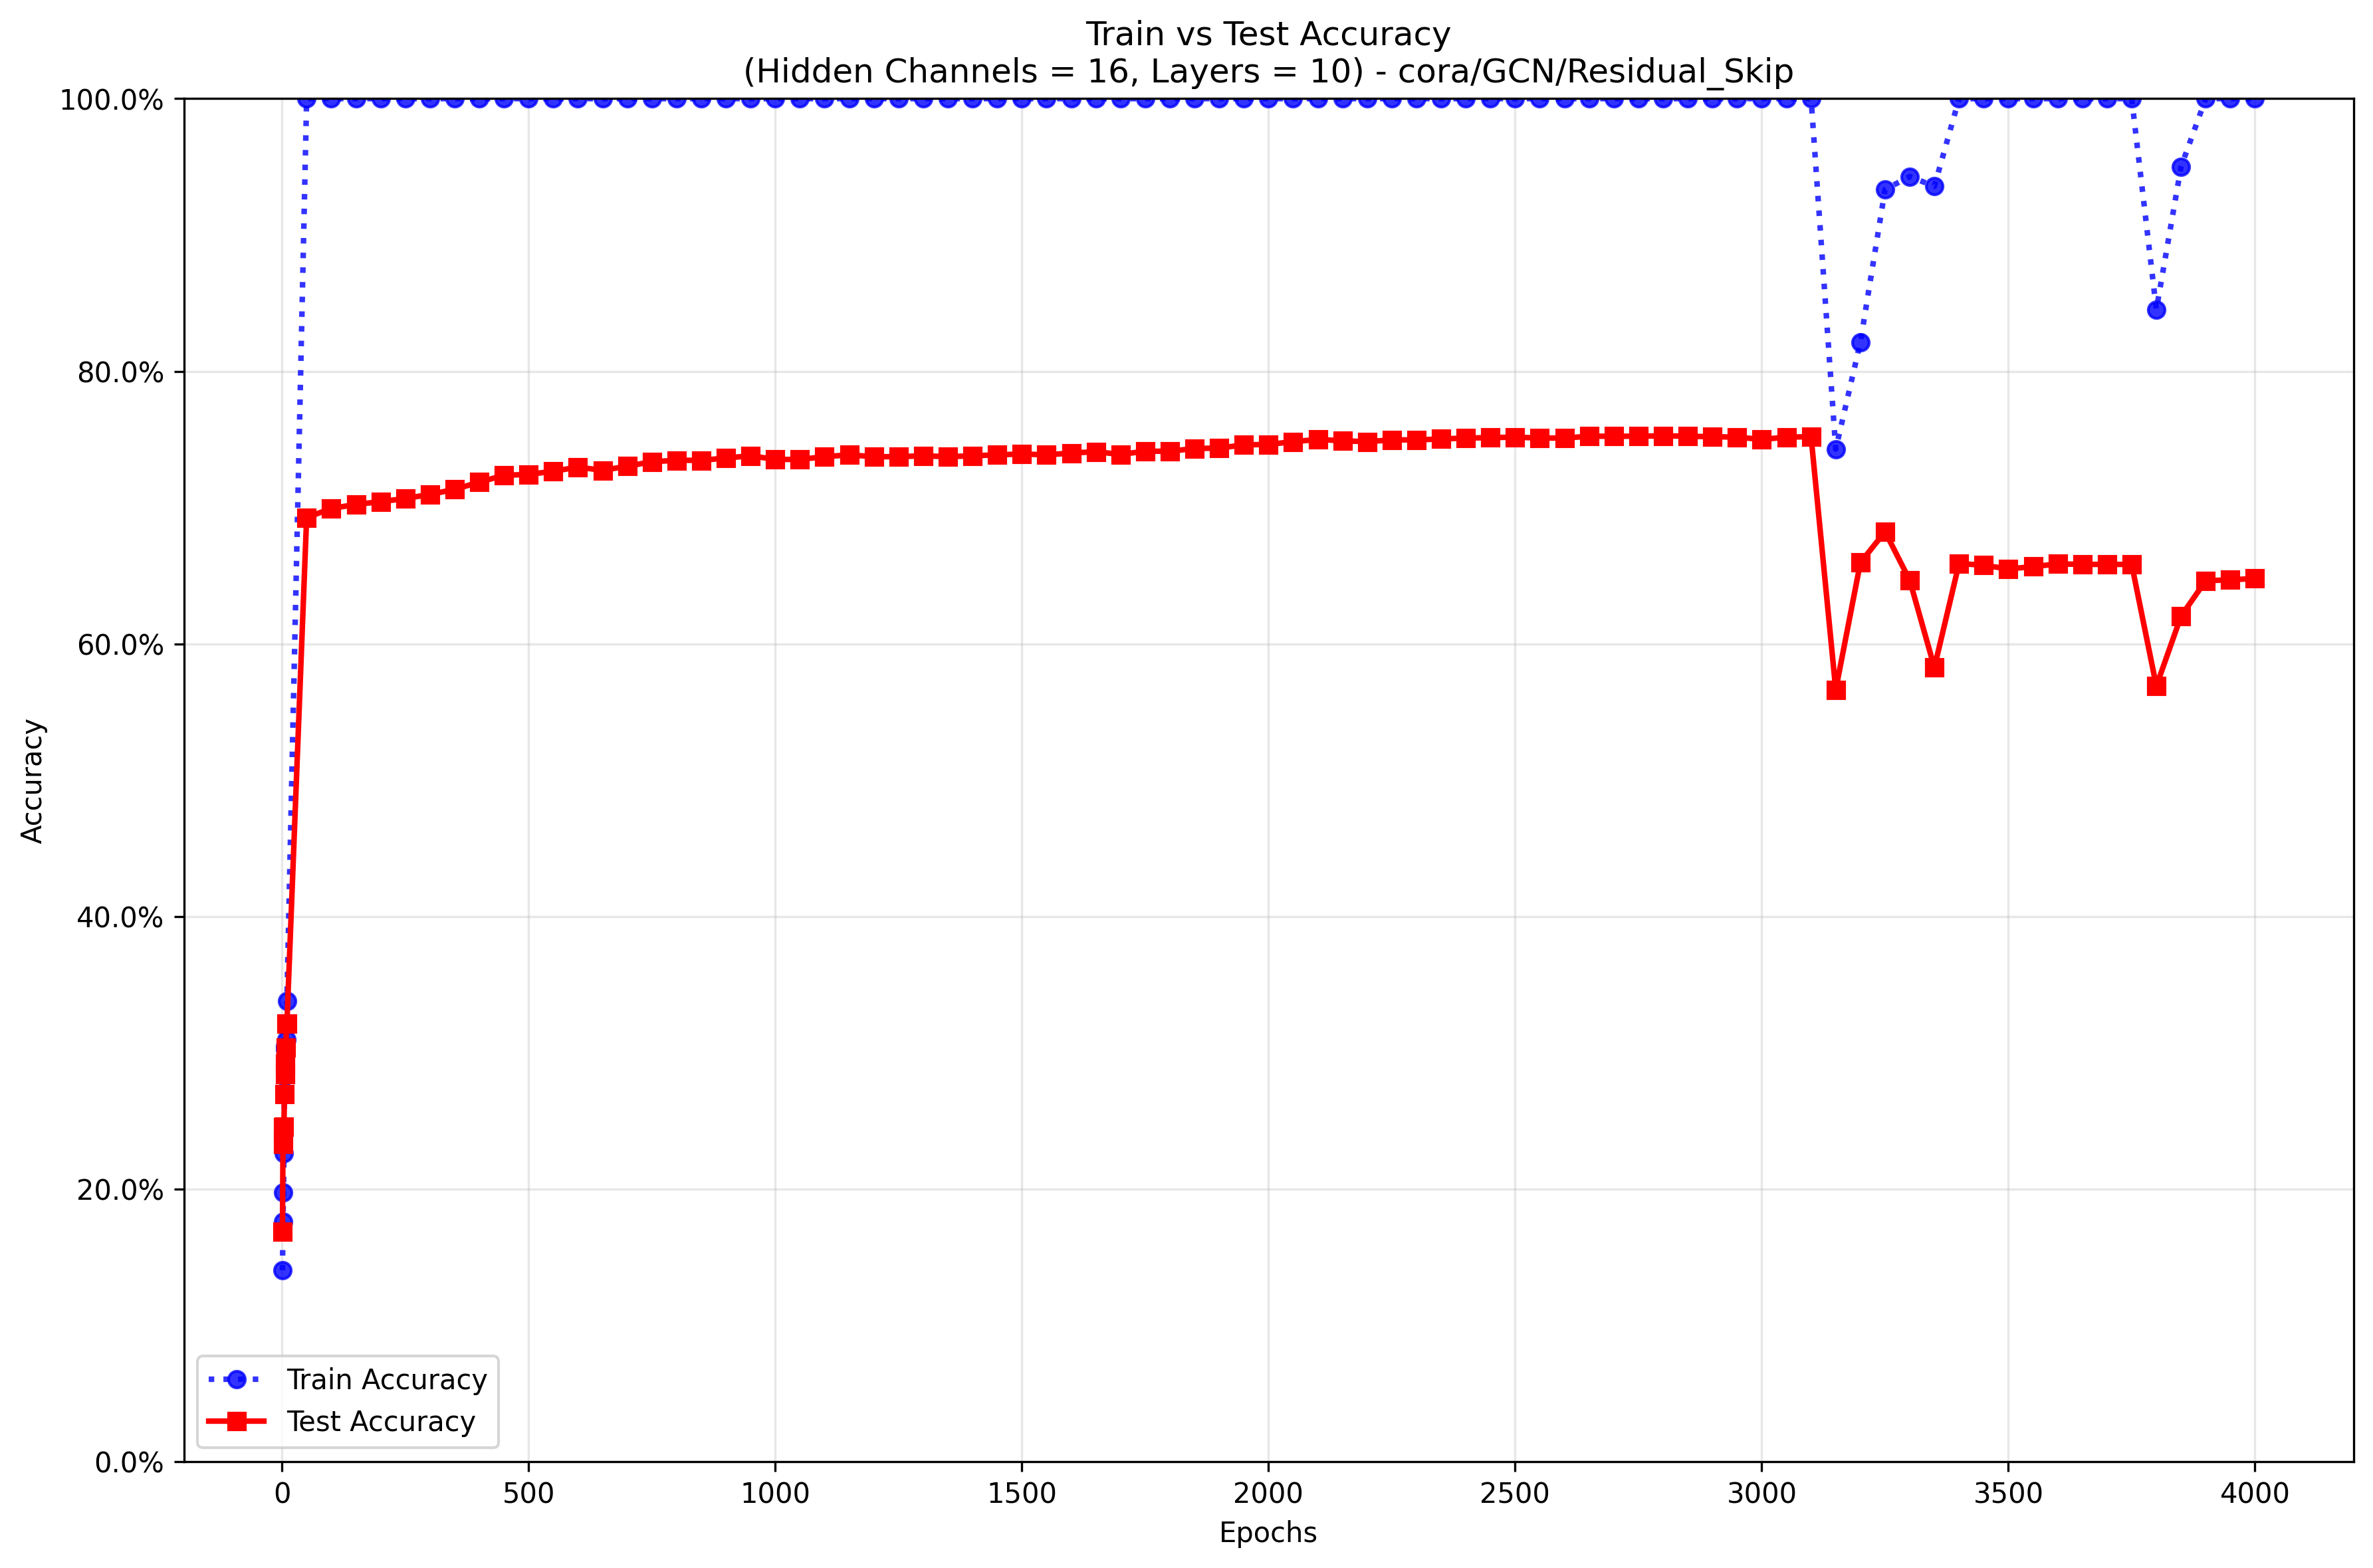 Train vs Test Accuracy
(Hidden Channels = 16, Layers = 10) - cora/GCN/Residual_Skip
100.0%
80.0%
60.0%
40.0%
20.0%
0.0%
Accuracy
Train Accuracy
Test Accuracy
0
500
1000
1500
2000
2500
3000
3500
4000
Epochs